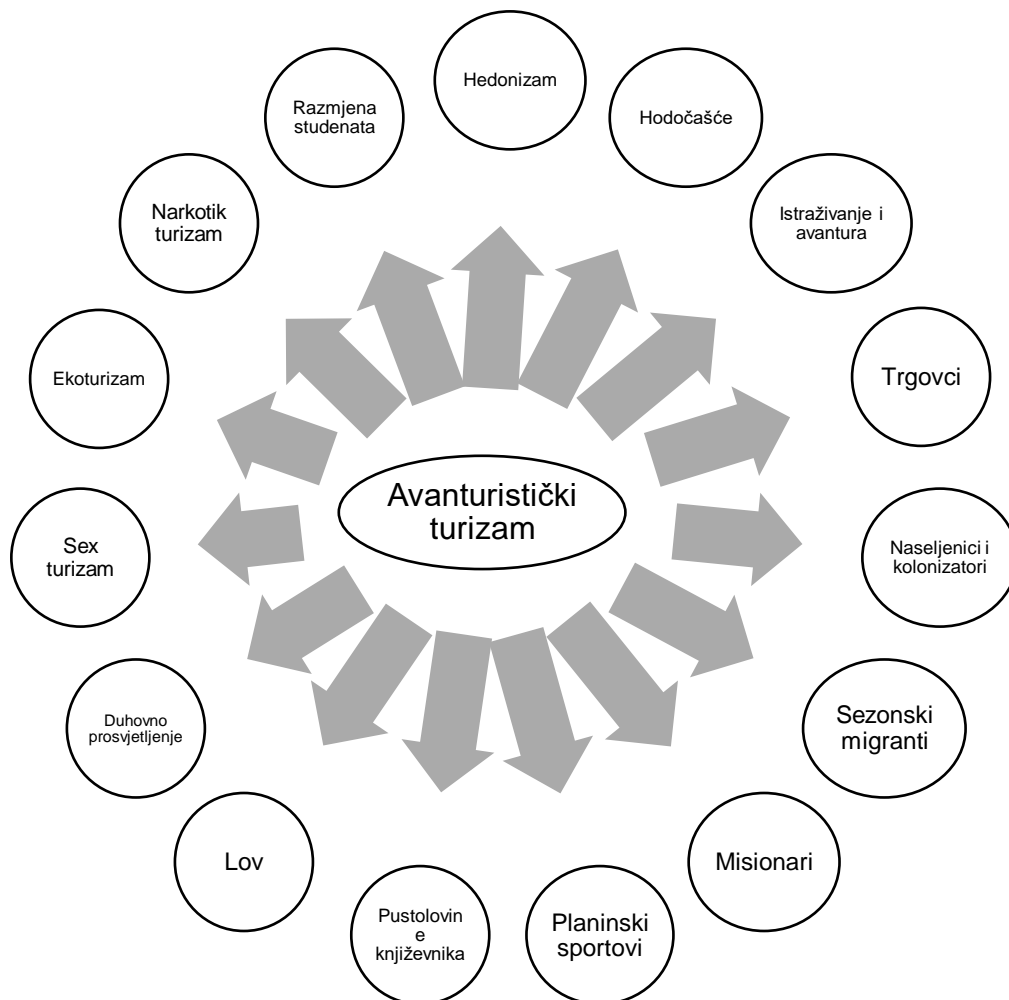 Hedonizam
Hodočašće
Istraživanje i
avantura
Trgovci
Naseljenici i
kolonizatori
Sezonski
migranti
Misionari
Planinski
sportovi
Pustolovin
e
književnika
Lov
Duhovno
prosvjetljenje
Sex
turizam
Ekoturizam
Narkotik
turizam
Razmjena
studenata
Avanturistički
turizam